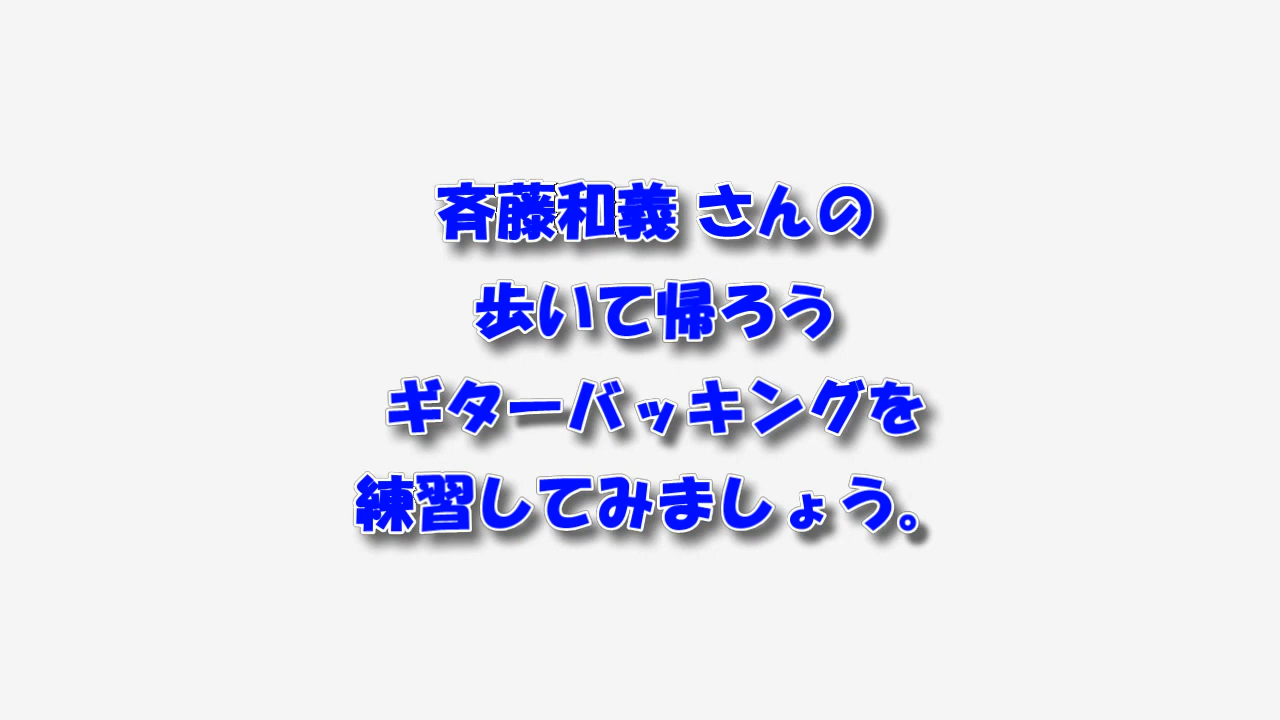 斉藤和義 さんの
歩いて帰ろう
ギターバッキングを
練習してみましょう。